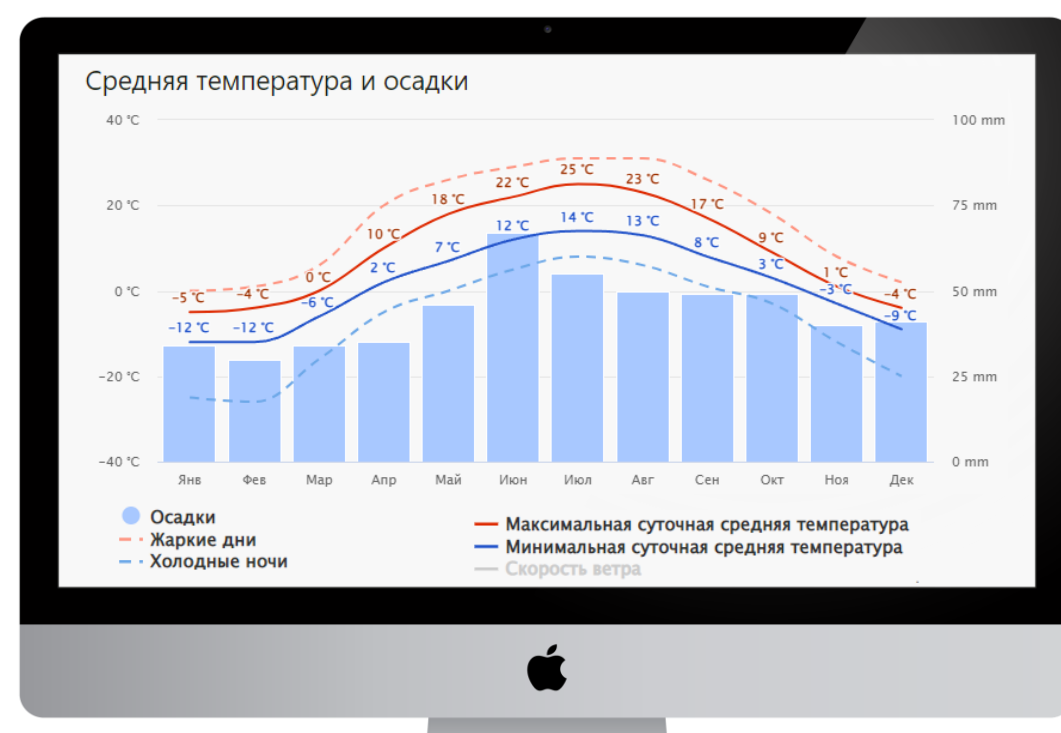 Средняя температура и осадки
40 °C 100 mm
25 °C
22 °C 23 °C
20 °C 18 °C 17 °C 75 mm
14 °C 13 °C
10 °C 12 °C 9 °C
7 °C 8 °C
2 °C 3 °C
0 °C 0 °C 1 °C 50 mm
−5 °C −4 °C −6 °C −3 °C −4 °C
−12 °C −12 °C −9 °C
−20 °C 25 mm
−40 °C 0 mm
Янв Фев Мар Апр Май Июн Июл Авг Сен Окт Ноя Дек
Осадки
Жаркие дни
Холодные ночи
Максимальная суточная средняя температура
Минимальная суточная средняя температура
Скорость ветра